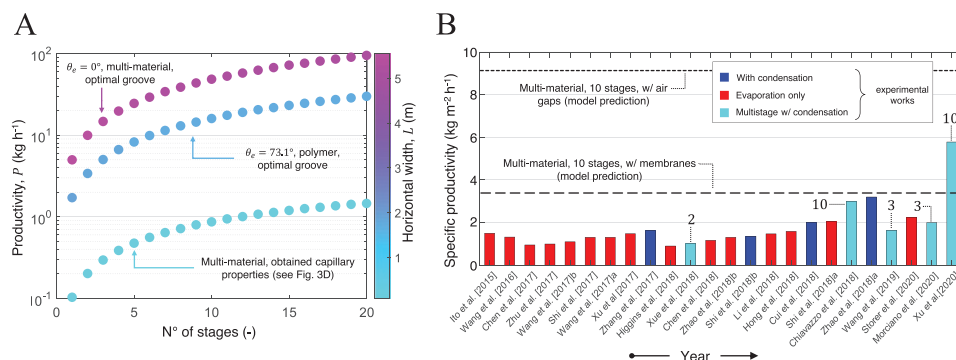 A
Productivity, P (kg h⁻¹)
10²
10¹
10⁰
10⁻¹
θₑ = 0°, multi-material,
optimal groove
θₑ = 73.1°, polymer,
optimal groove
Multi-material, obtained capillary
properties (see Fig. 3D)
0
5
10
15
20
N° of stages (-)
5
4
3
2
1
Horizontal width, L (m)
B
Specific productivity (kg m⁻² h⁻¹)
10
8
6
4
2
0
Multi-material, 10 stages, w/ air
gaps (model prediction)
With condensation
Evaporation only
Multistage w/ condensation
experimental
works
Multi-material, 10 stages, w/ membranes
(model prediction)
2
10
3
3
10
Ito et al. [2015]
Wang et al. [2016]
Chen et al. [2017]
Zhu et al. [2017]
Wang et al. [2017]b
Shi et al. [2017]
Wang et al. [2017]a
Xu et al. [2017]
Zhang et al. [2017]
Higgins et al. [2018]
Xue et al. [2018]
Chen et al. [2018]
Zhao et al. [2018]b
Shi et al. [2018]b
Li et al. [2018]
Hong et al. [2018]
Cui et al. [2018]
Shi et al. [2018]a
Chiavazzo et al. [2018]
Zhao et al. [2018]a
Wang et al. [2019]
Storer et al. [2020]
Morciano et al. [2020]
Xu et al. [2020]
Year